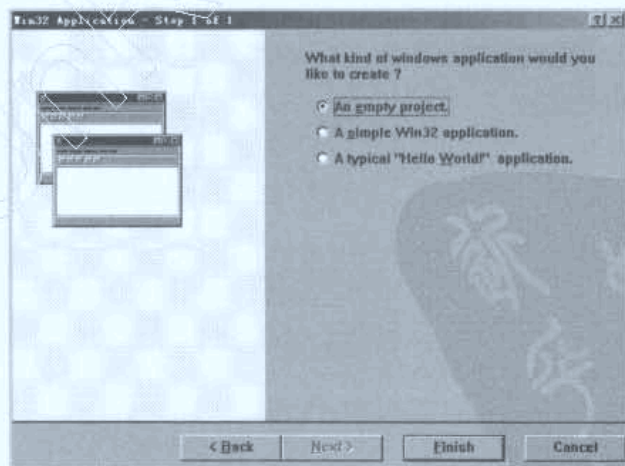 Win32 Application - Step 1 of 1
What kind of windows application would you
like to create ?
An empty project.
A simple Win32 application.
A typical "Hello World!" application.
< Back
Next >
Finish
Cancel